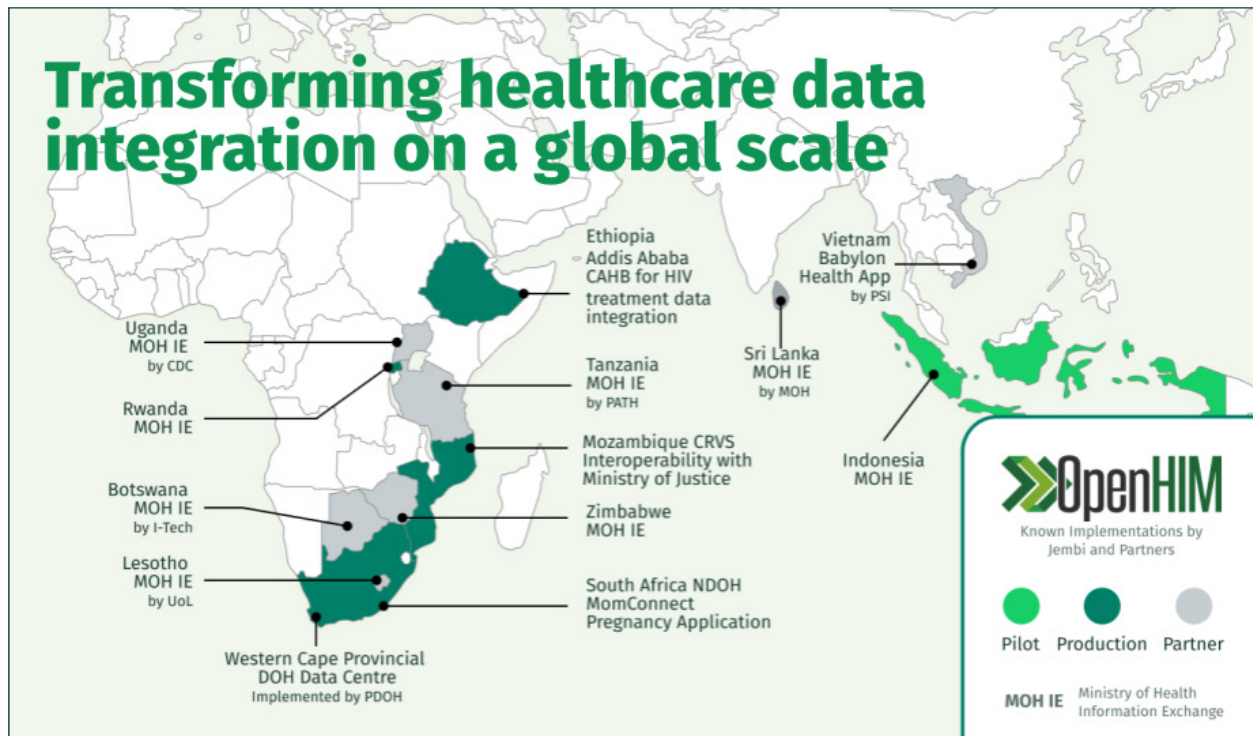 Transforming healthcare data
integration on a global scale
Ethiopia
Addis Ababa
CAHB for HIV
treatment data
integration
Vietnam
Babylon
Health App
by PSI
Uganda
MOH IE
by CDC
Tanzania
MOH IE
by PATH
Sri Lanka
MOH IE
by MOH
Rwanda
MOH IE
Mozambique CRVS
Interoperability with
Ministry of Justice
Indonesia
MOH IE
Botswana
MOH IE
by I-Tech
Zimbabwe
MOH IE
Lesotho
MOH IE
by UoL
South Africa NDOH
MomConnect
Pregnancy Application
Western Cape Provincial
DOH Data Centre
Implemented by PDOH
OpenHIM
Known Implementations by
Jembi and Partners
Pilot Production Partner
MOH IE Ministry of Health
Information Exchange